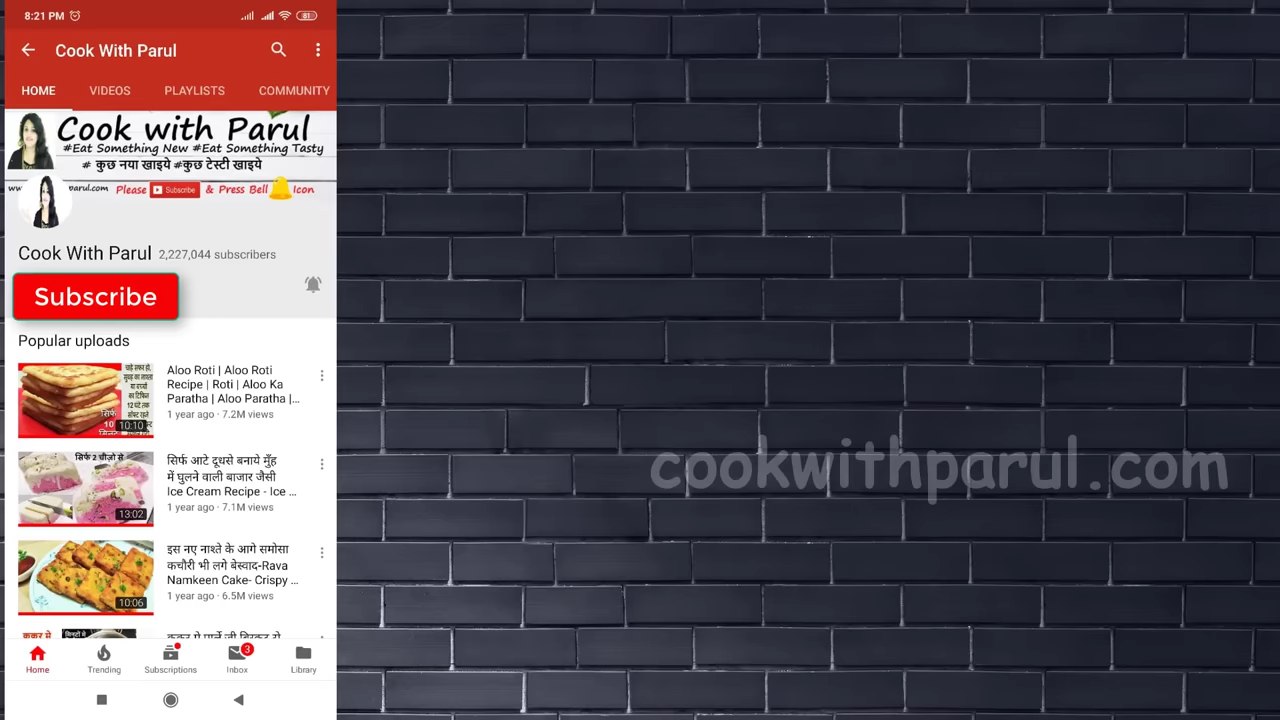 8:21 PM
81
Cook With Parul
HOME VIDEOS PLAYLISTS COMMUNITY
Cook with Parul
#Eat Something New #Eat Something Tasty
# कुछ नया खाइये #कुछ टेस्टी खाइये
Please Subscribe & Press Bell Icon
Cook With Parul 2,227,044 subscribers
Subscribe
Popular uploads
Aloo Roti | Aloo Roti
Recipe | Roti | Aloo Ka
Paratha | Aloo Paratha |...
1 year ago · 7.2M views
10:10
सिर्फ 2 चीज़ो से
सिर्फ आटे दूधसे बनाये मुँह
में घुलने वाली बाजार जैसी
Ice Cream Recipe - Ice ...
1 year ago · 7.1M views
13:02
cookwithparul.com
इस नए नाश्ते के आगे समोसा
कचौरी भी लगे बेस्वाद-Rava
Namkeen Cake- Crispy ...
1 year ago · 6.5M views
10:06
3
Home Trending Subscriptions Inbox Library